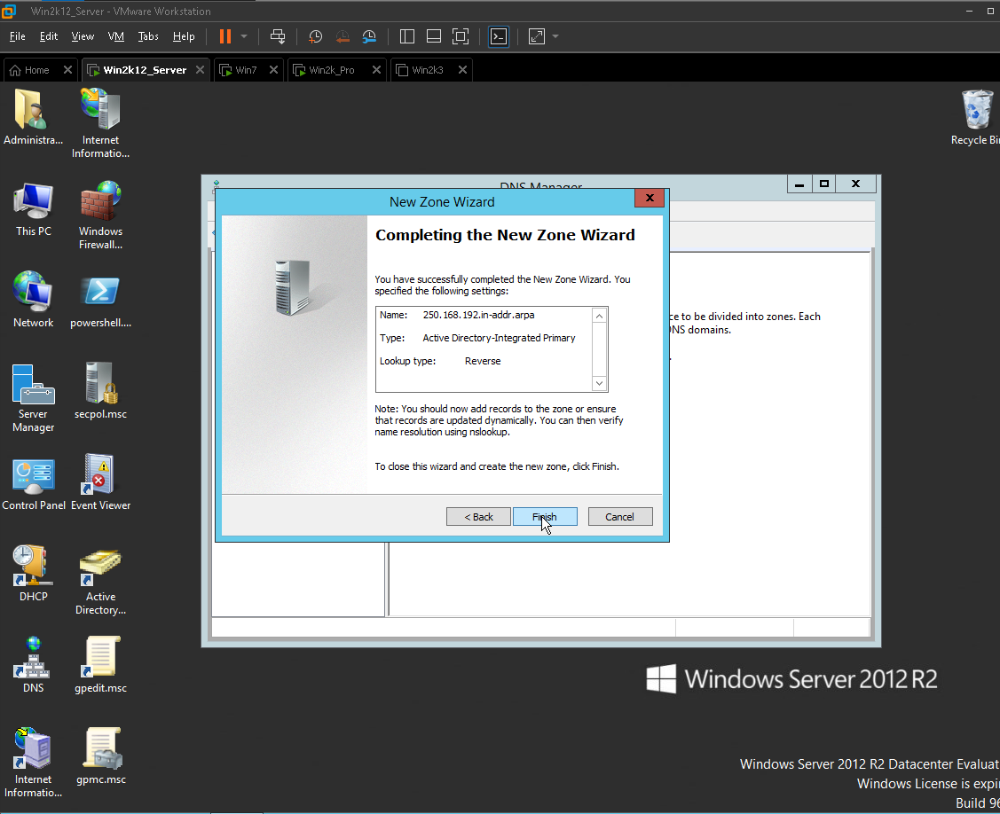 Win2k12_Server - VMware Workstation
File Edit View VM Tabs Help
Home Win2k12_Server Win7 Win2k_Pro Win2k3
Administra...
Internet
Informatio...
Recycle Bin
This PC
Windows
Firewall...
Network
powershell....
Server
Manager
secpol.msc
Control Panel
Event Viewer
DHCP
Active
Directory...
DNS
gpedit.msc
Internet
Informatio...
gpmc.msc
DNS Manager
New Zone Wizard
Completing the New Zone Wizard
You have successfully completed the New Zone Wizard. You
specified the following settings:
Name: 250.168.192.in-addr.arpa
Type: Active Directory-Integrated Primary
Lookup type: Reverse
Note: You should now add records to the zone or ensure
that records are updated dynamically. You can then verify
name resolution using nslookup.
To close this wizard and create the new zone, click Finish.
< Back Finish Cancel
ce to be divided into zones. Each
DNS domains.
Windows Server 2012 R2
Windows Server 2012 R2 Datacenter Evaluat
Windows License is expi
Build 96